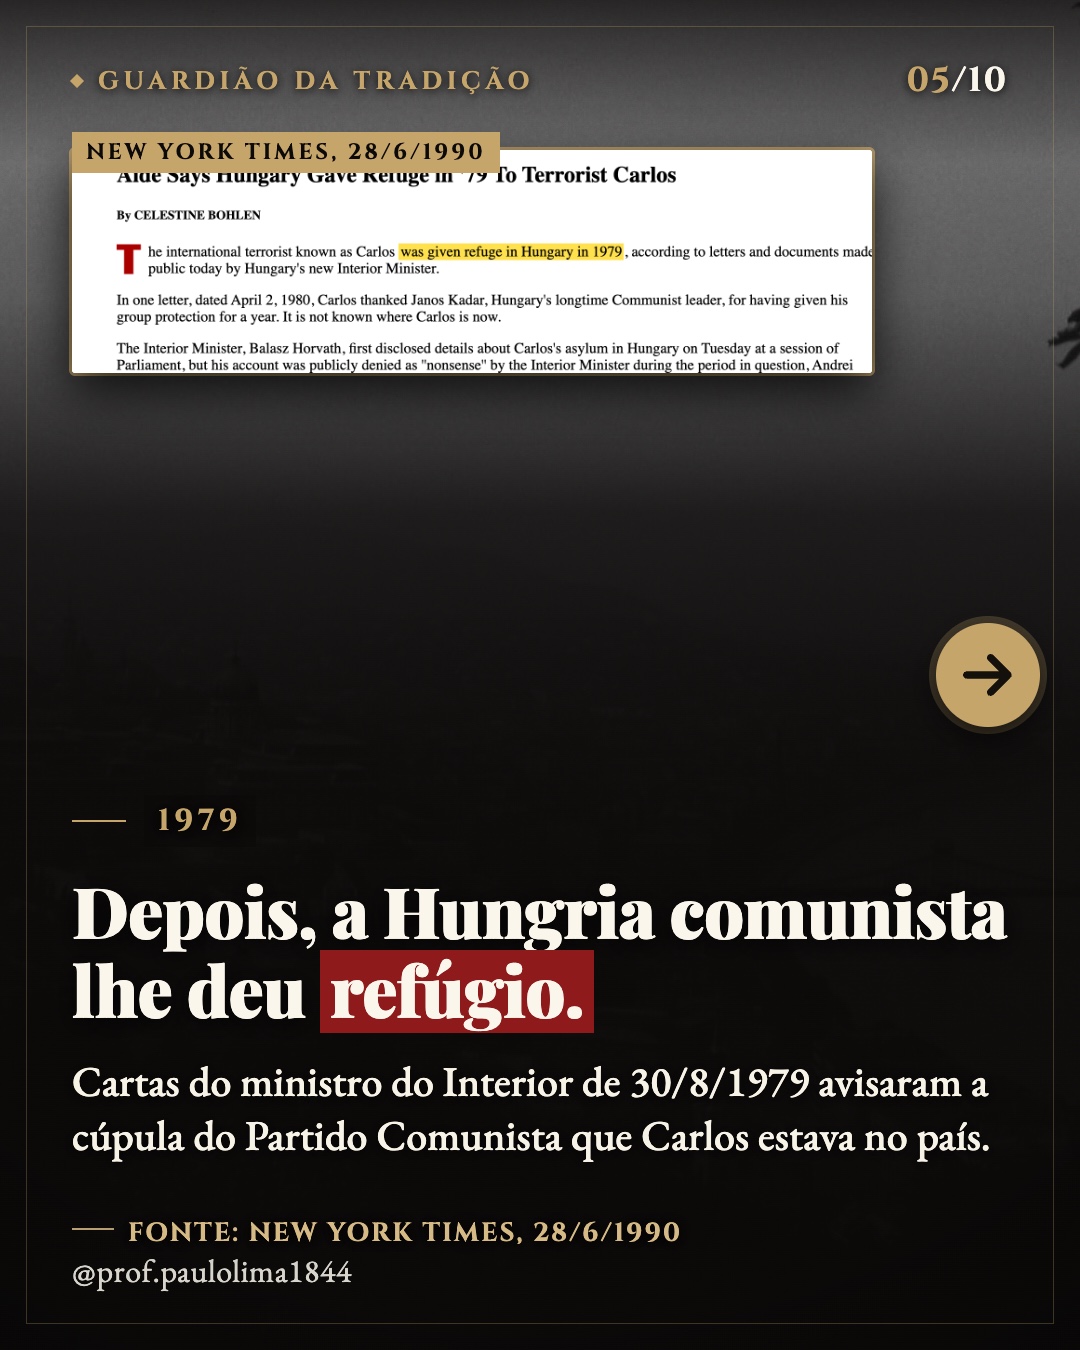 GUARDIÃO DA TRADIÇÃO
05/10
NEW YORK TIMES, 28/6/1990
Aide Says Hungary Gave Refuge in '79 To Terrorist Carlos
By CELESTINE BOHLEN
The international terrorist known as Carlos was given refuge in Hungary in 1979, according to letters and documents made
public today by Hungary's new Interior Minister.
In one letter, dated April 2, 1980, Carlos thanked Janos Kadar, Hungary's longtime Communist leader, for having given his
group protection for a year. It is not known where Carlos is now.
The Interior Minister, Balasz Horvath, first disclosed details about Carlos's asylum in Hungary on Tuesday at a session of
Parliament, but his account was publicly denied as "nonsense" by the Interior Minister during the period in question, Andrei
1979
Depois, a Hungria comunista
lhe deu refúgio.
Cartas do ministro do Interior de 30/8/1979 avisaram a
cúpula do Partido Comunista que Carlos estava no país.
FONTE: NEW YORK TIMES, 28/6/1990
@prof.paulolima1844